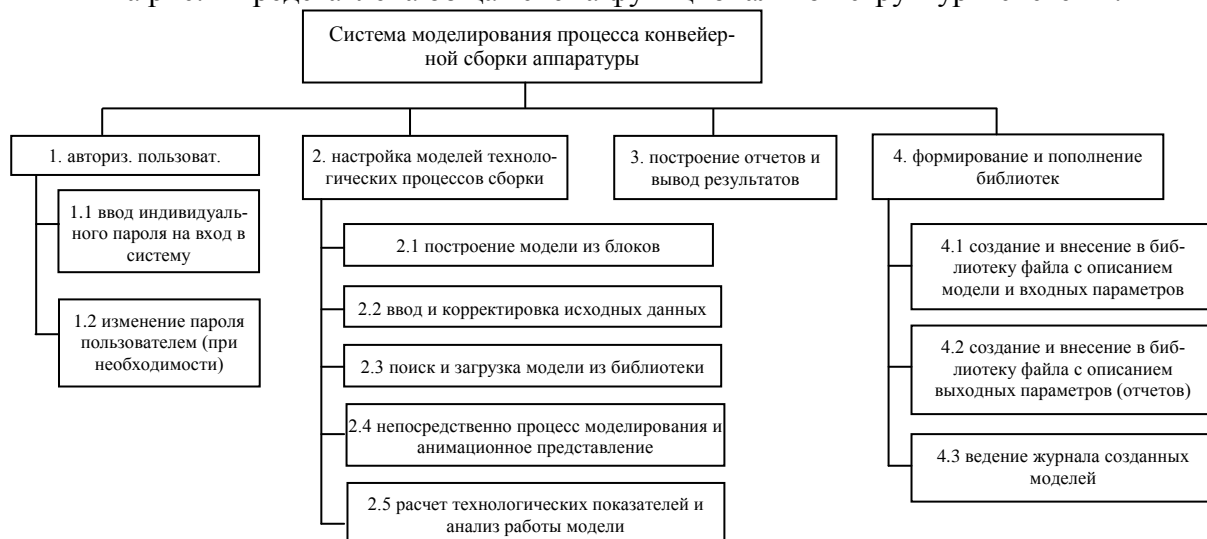 Система моделирования процесса конвейер-
ной сборки аппаратуры
1. авториз. пользоват.
2. настройка моделей техноло-
гических процессов сборки
3. построение отчетов и
вывод результатов
4. формирование и пополнение
библиотек
1.1 ввод индивидуаль-
ного пароля на вход в
систему
1.2 изменение пароля
пользователем (при
необходимости)
2.1 построение модели из блоков
2.2 ввод и корректировка исходных данных
2.3 поиск и загрузка модели из библиотеки
2.4 непосредственно процесс моделирования и
анимационное представление
2.5 расчет технологических показателей и
анализ работы модели
4.1 создание и внесение в биб-
лиотеку файла с описанием
модели и входных параметров
4.2 создание и внесение в биб-
лиотеку файла с описанием
выходных параметров (отчетов)
4.3 ведение журнала созданных
моделей